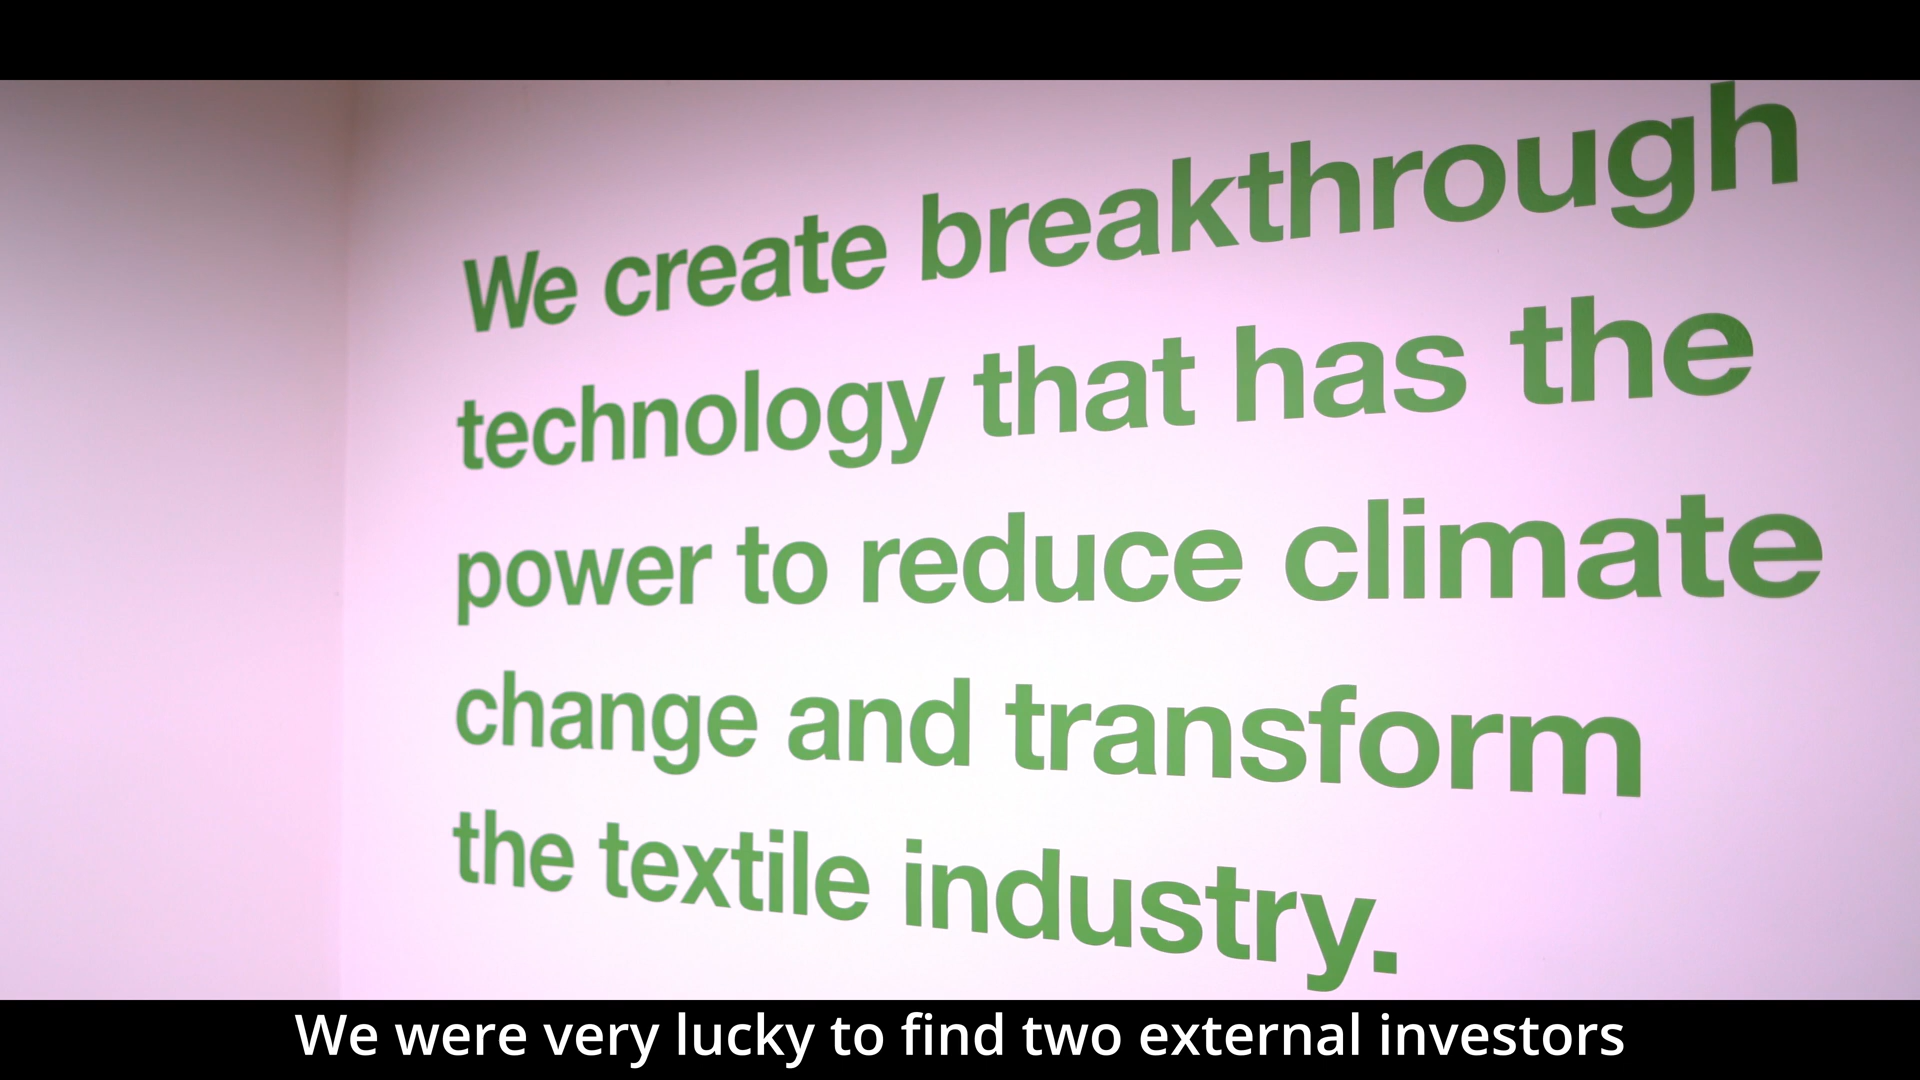 We create breakthrough
technology that has the
power to reduce climate
change and transform
the textile industry.
We were very lucky to find two external investors